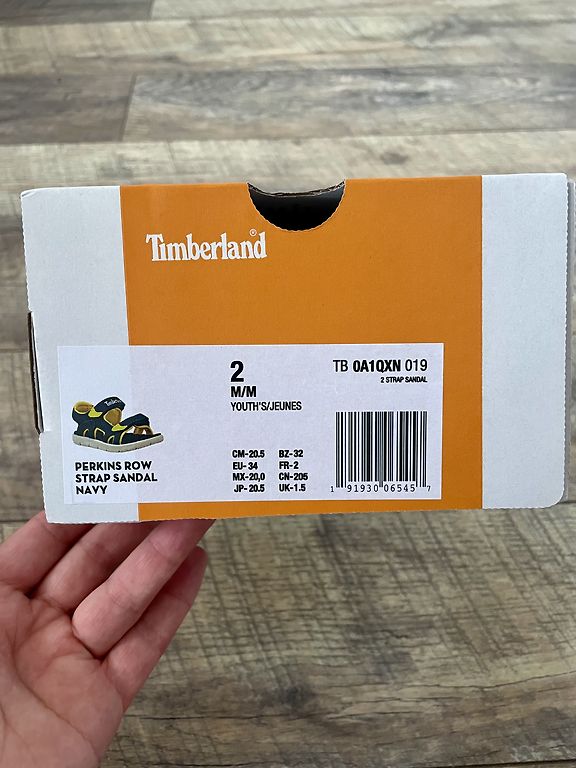 Timberland®
2
M/M
YOUTH'S/JEUNES
TB 0A1QXN 019
2 STRAP SANDAL
PERKINS ROW
STRAP SANDAL
NAVY
CM-20.5 BZ-32
EU- 34 FR-2
MX-20,0 CN-205
JP-20.5 UK-1.5
1 91930 06545 7